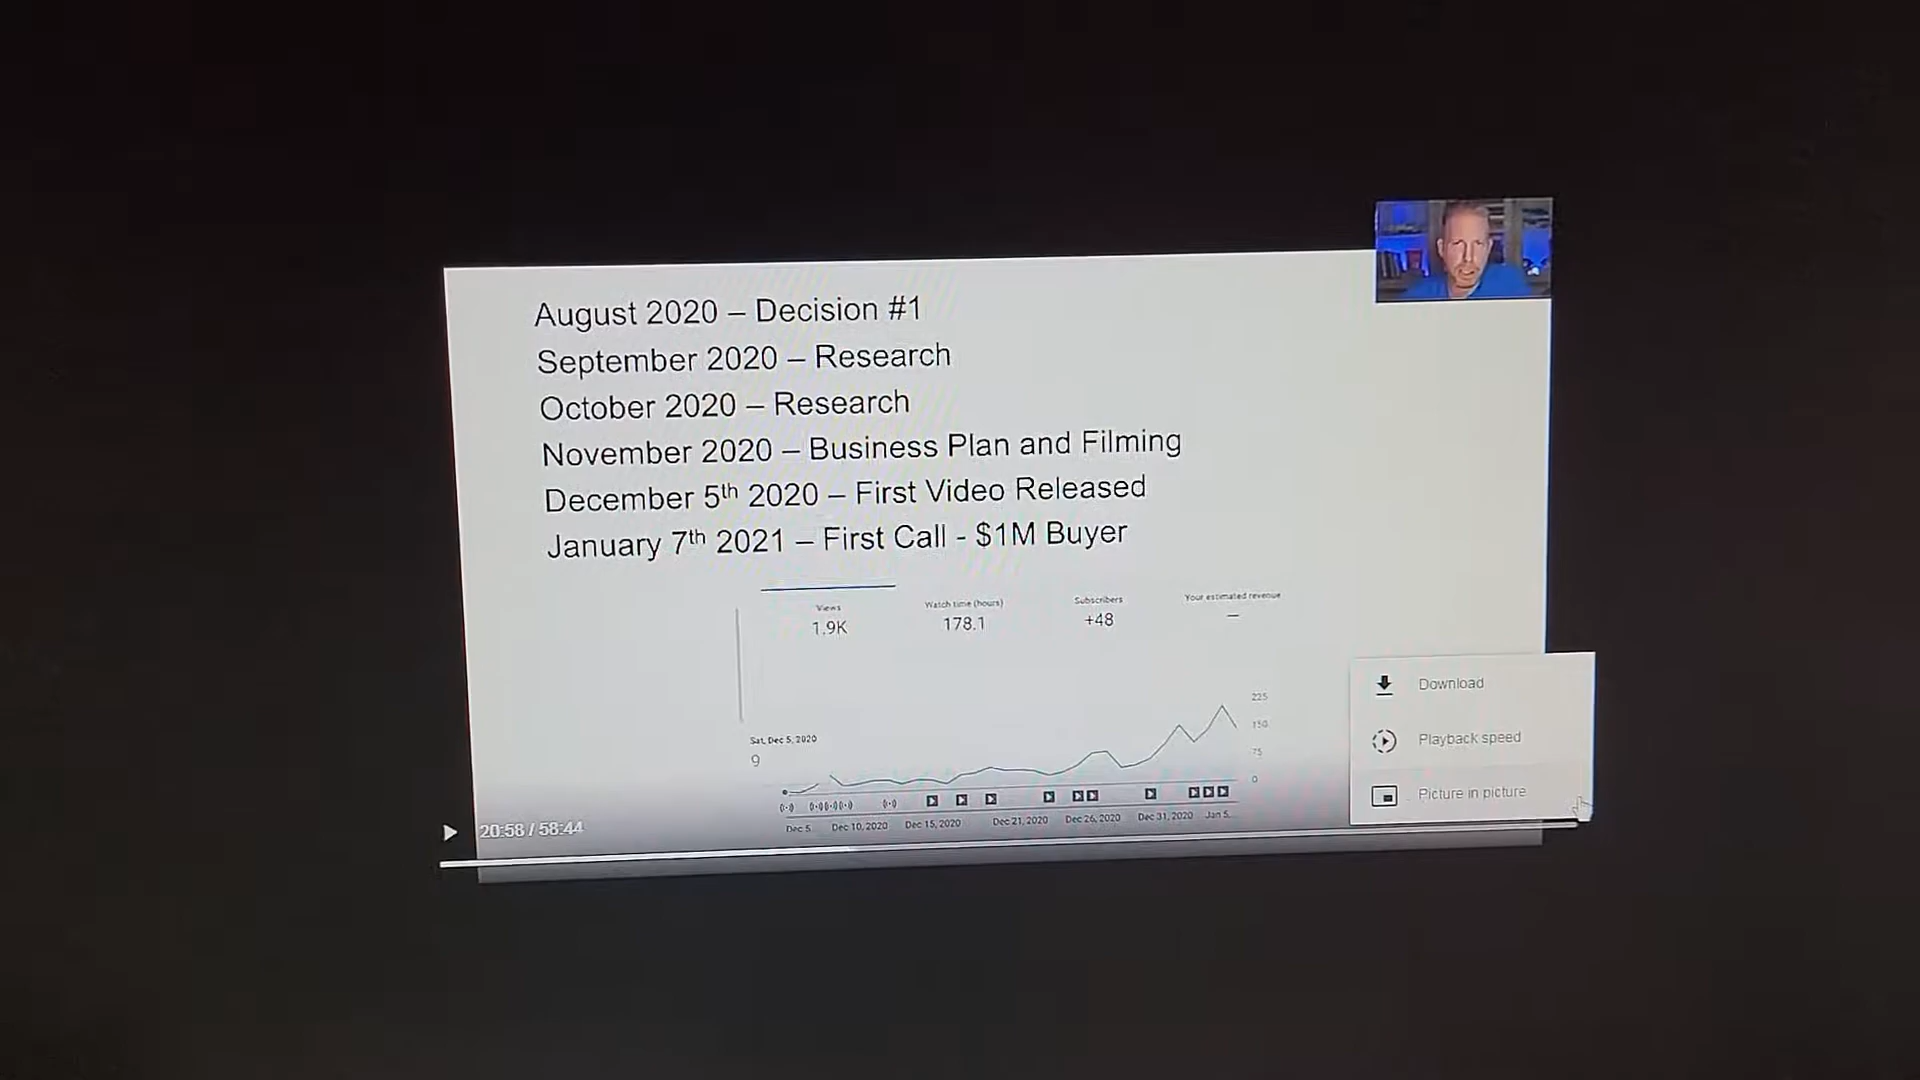 August 2020 – Decision #1
September 2020 – Research
October 2020 – Research
November 2020 – Business Plan and Filming
December 5th 2020 – First Video Released
January 7th 2021 – First Call - $1M Buyer
Views
1.9K
Watch time (hours)
178.1
Subscribers
+48
Your estimated revenue
—
Sat, Dec 5, 2020
9
225
150
75
0
Dec 5 Dec 10, 2020 Dec 15, 2020 Dec 21, 2020 Dec 26, 2020 Dec 31, 2020 Jan 5...
Download
Playback speed
Picture in picture
20:58 / 58:44